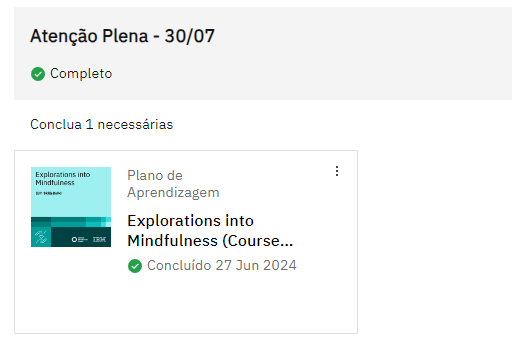 Atenção Plena - 30/07
Completo
Conclua 1 necessárias
Explorations into
Mindfulness
IBM
Plano de
Aprendizagem
Explorations into
Mindfulness (Course...
Concluído 27 Jun 2024